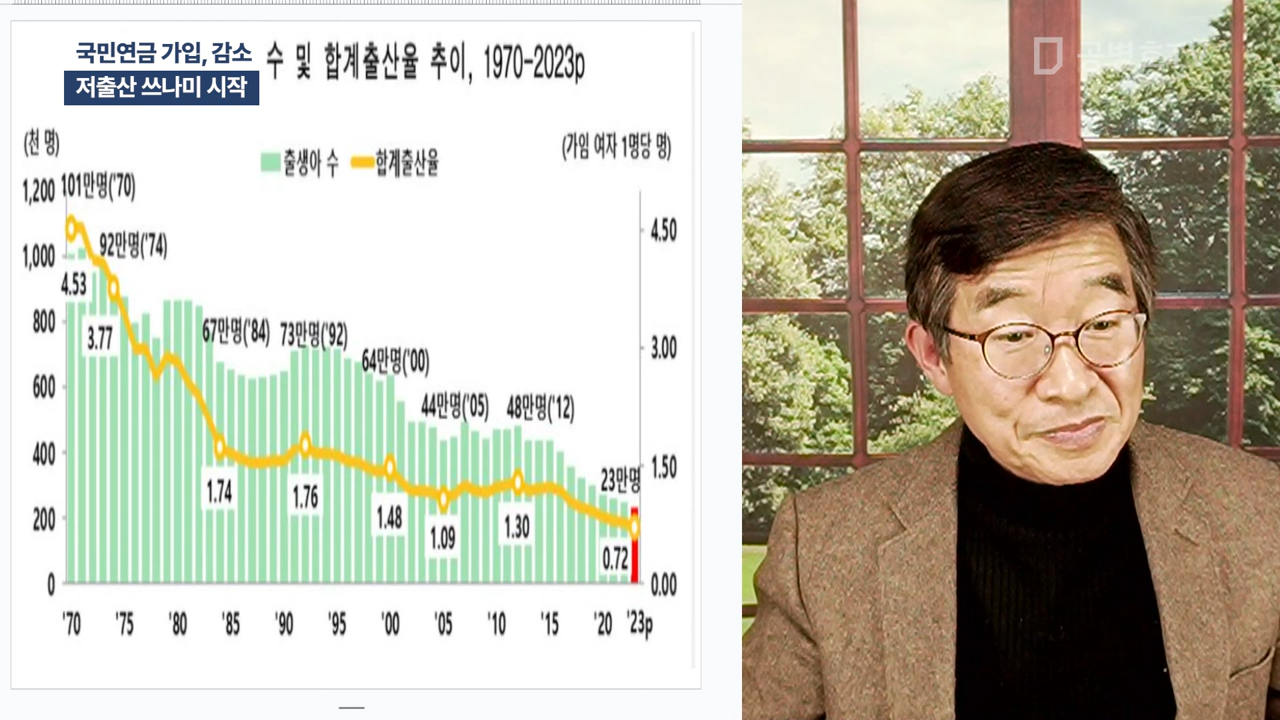 국민연금 가입, 감소
저출산 쓰나미 시작
수 및 합계출산율 추이, 1970-2023p
(천 명)
(가임 여자 1명당 명)
출생아 수
합계출산율
1,200
1,000
800
600
400
200
0
101만명('70)
92만명('74)
67만명('84)
73만명('92)
64만명('00)
44만명('05)
48만명('12)
23만명
4.53
3.77
1.74
1.76
1.48
1.09
1.30
0.72
4.50
3.00
1.50
0.00
'70 '75 '80 '85 '90 '95 '00 '05 '10 '15 '20 '23p